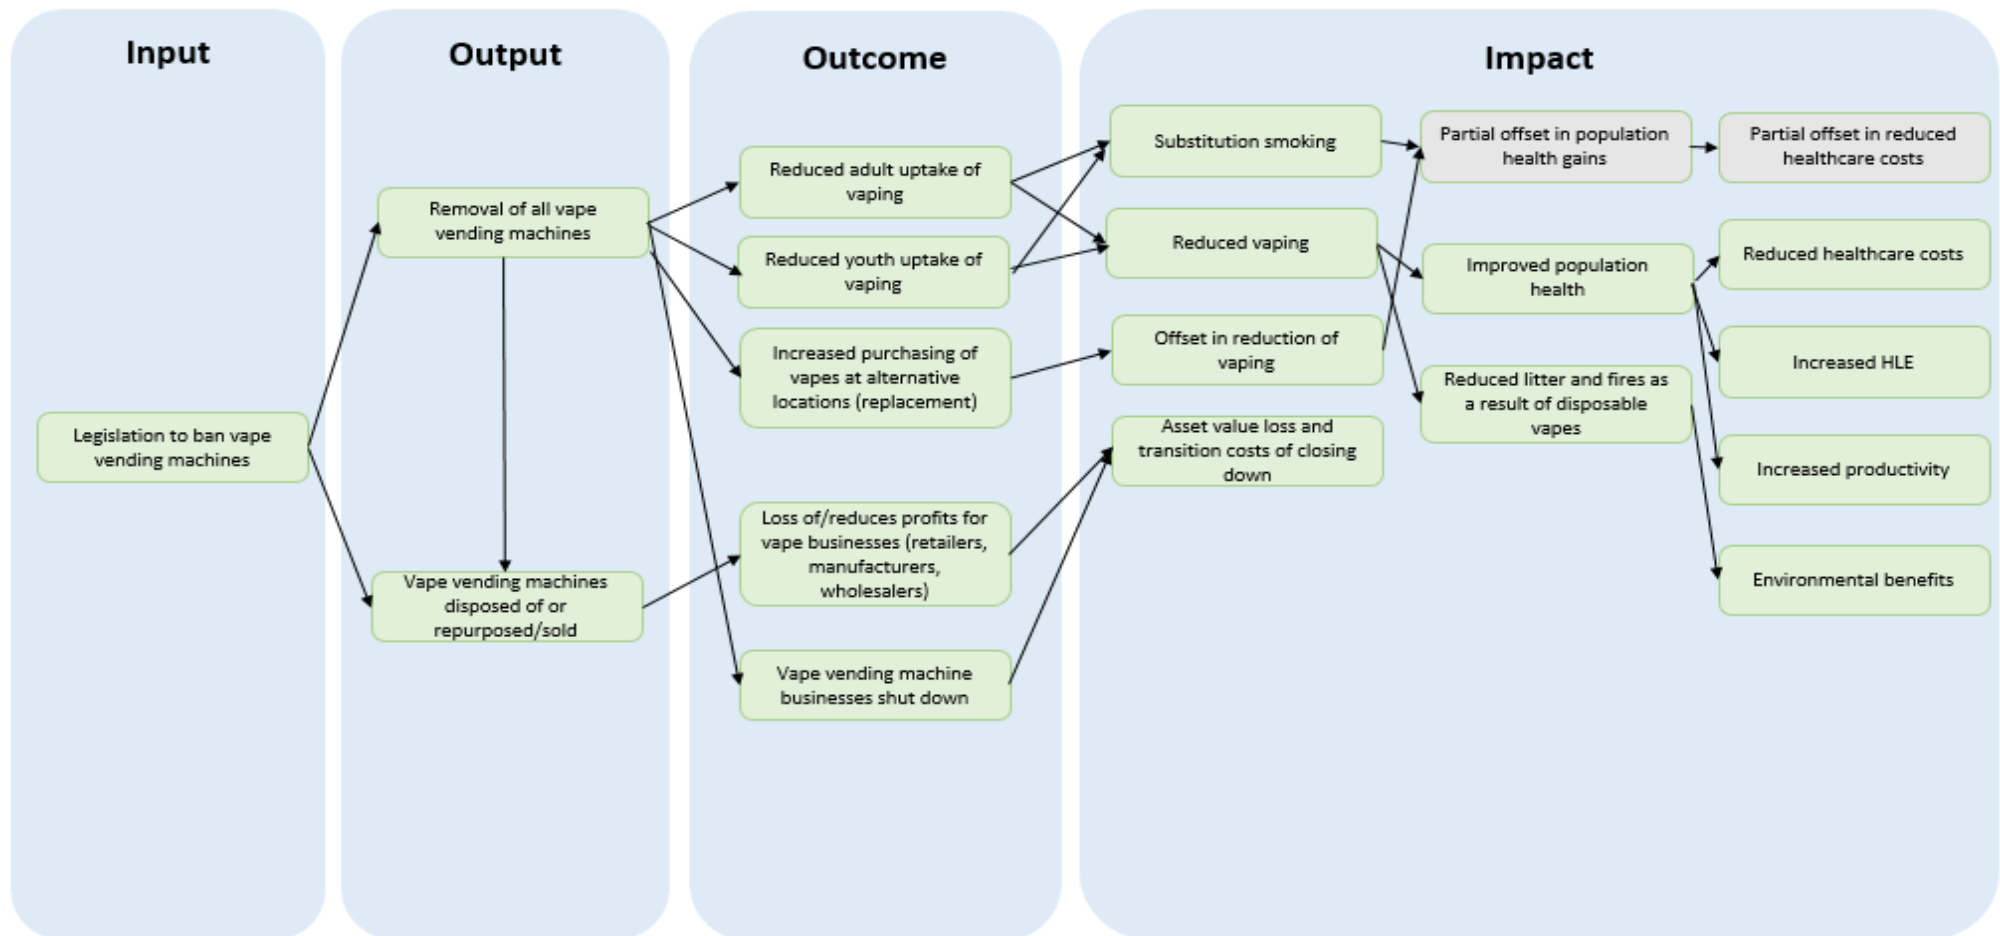 Input
Output
Outcome
Impact
Legislation to ban vape
vending machines
Removal of all vape
vending machines
Vape vending machines
disposed of or
repurposed/sold
Reduced adult uptake of
vaping
Reduced youth uptake of
vaping
Increased purchasing of
vapes at alternative
locations (replacement)
Loss of/reduces profits for
vape businesses (retailers,
manufacturers,
wholesalers)
Vape vending machine
businesses shut down
Substitution smoking
Reduced vaping
Offset in reduction of
vaping
Asset value loss and
transition costs of closing
down
Partial offset in population
health gains
Improved population
health
Reduced litter and fires as
a result of disposable
vapes
Partial offset in reduced
healthcare costs
Reduced healthcare costs
Increased HLE
Increased productivity
Environmental benefits